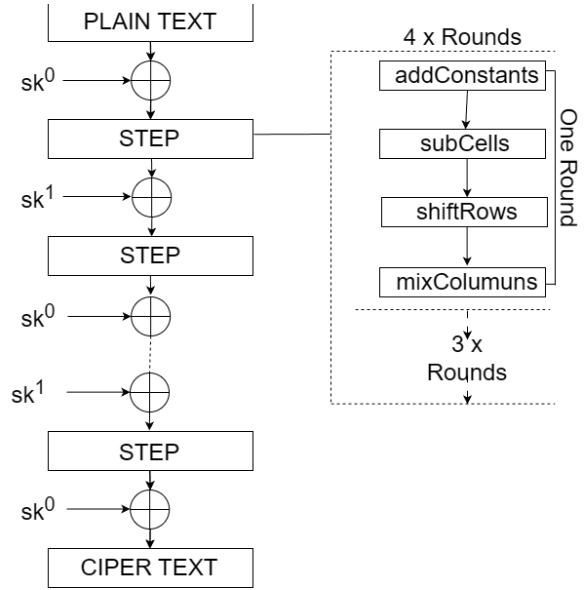 PLAIN TEXT
sk⁰
STEP
sk¹
STEP
sk⁰
sk¹
STEP
sk⁰
CIPER TEXT
4 x Rounds
addConstants
subCells
shiftRows
mixColumuns
One Round
3 x
Rounds